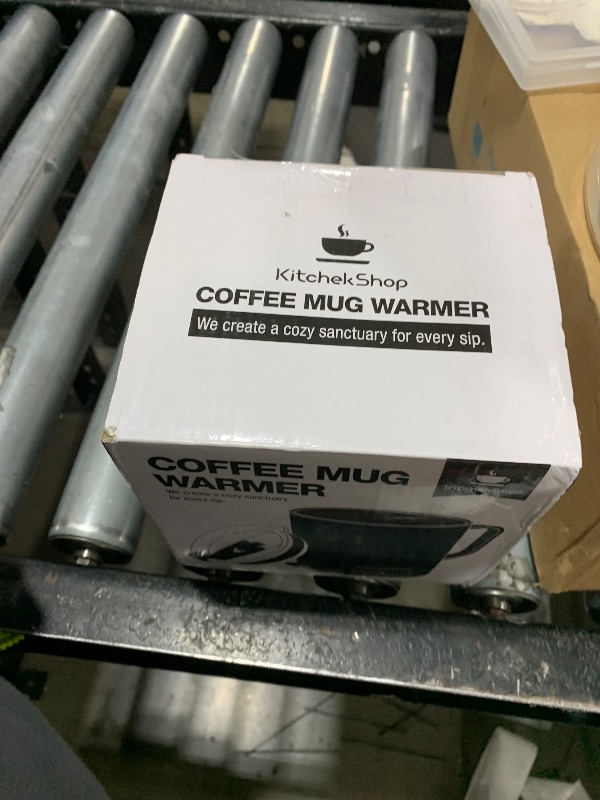 KitchekShop
COFFEE MUG WARMER
We create a cozy sanctuary for every sip.
COFFEE MUG
WARMER
We create a cozy sanctuary
for every sip.
KitchekShop